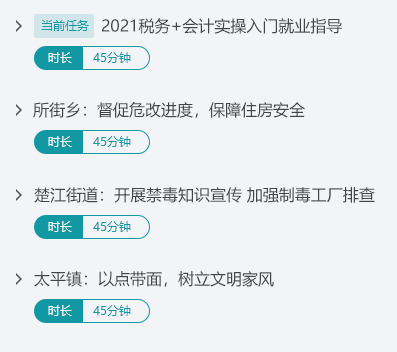 当前任务 2021税务+会计实操入门就业指导
时长 45分钟
所街乡：督促危改进度，保障住房安全
时长 45分钟
楚江街道：开展禁毒知识宣传 加强制毒工厂排查
时长 45分钟
太平镇：以点带面，树立文明家风
时长 45分钟